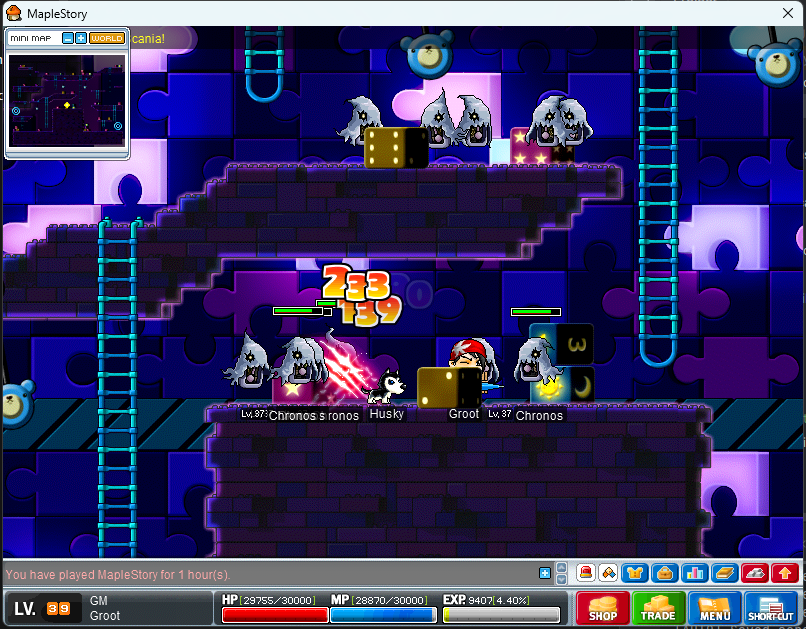 MapleStory
MINI MAP
WORLD
cania!
233
139
Lv. 37
Chronos
ronos
Husky
Groot
Lv. 37
Chronos
You have played MapleStory for 1 hour(s).
LV. 39
GM
Groot
HP[29755/30000]
MP[28870/30000]
EXP. 9407[4.40%]
SHOP
TRADE
MENU
SHORT CUT